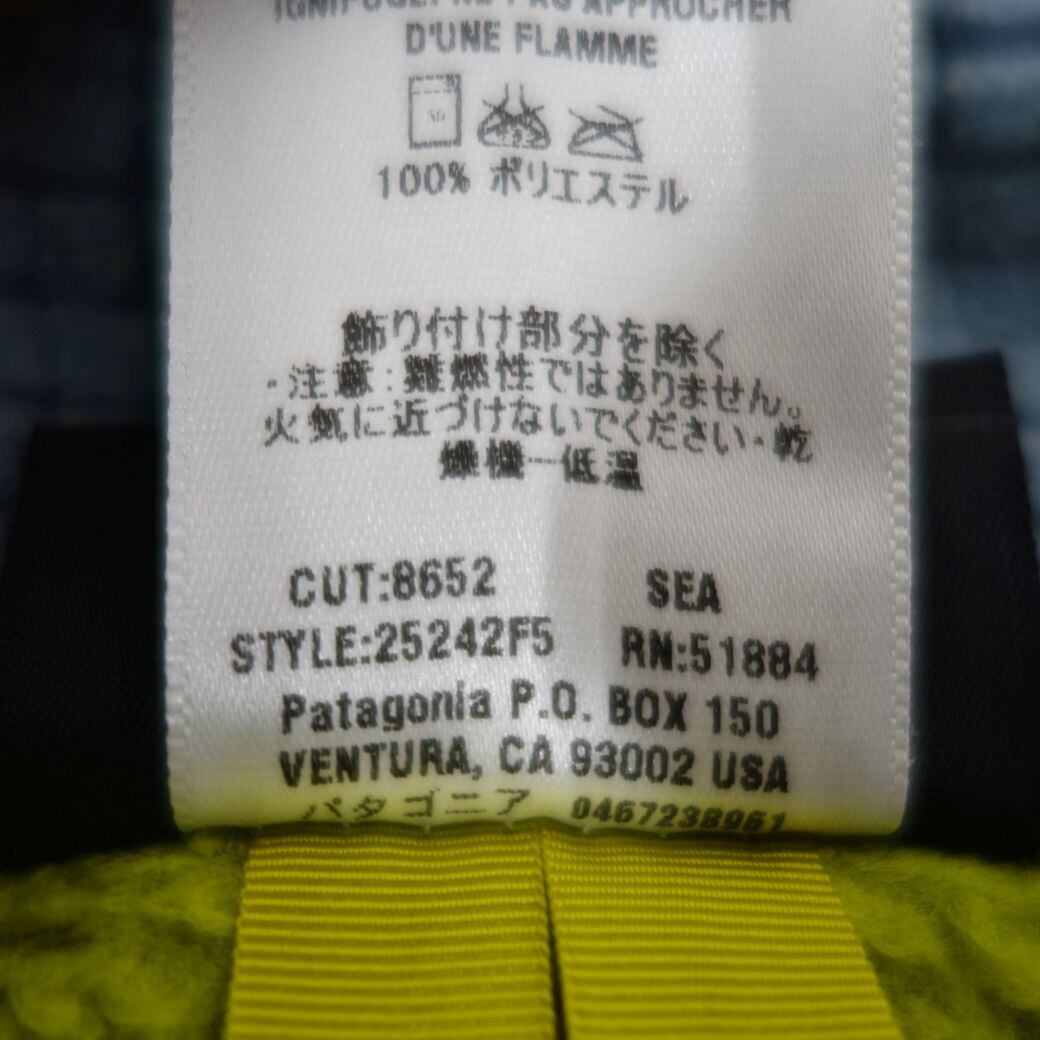 D'UNE FLAMME
30
100% ポリエステル
飾り付け部分を除く
・注意:難燃性ではありません。
火気に近づけないでください・乾
燥機―低温
CUT:8652 SEA
STYLE:25242F5 RN:51884
Patagonia P.O. BOX 150
VENTURA, CA 93002 USA
パタゴニア 0467238961